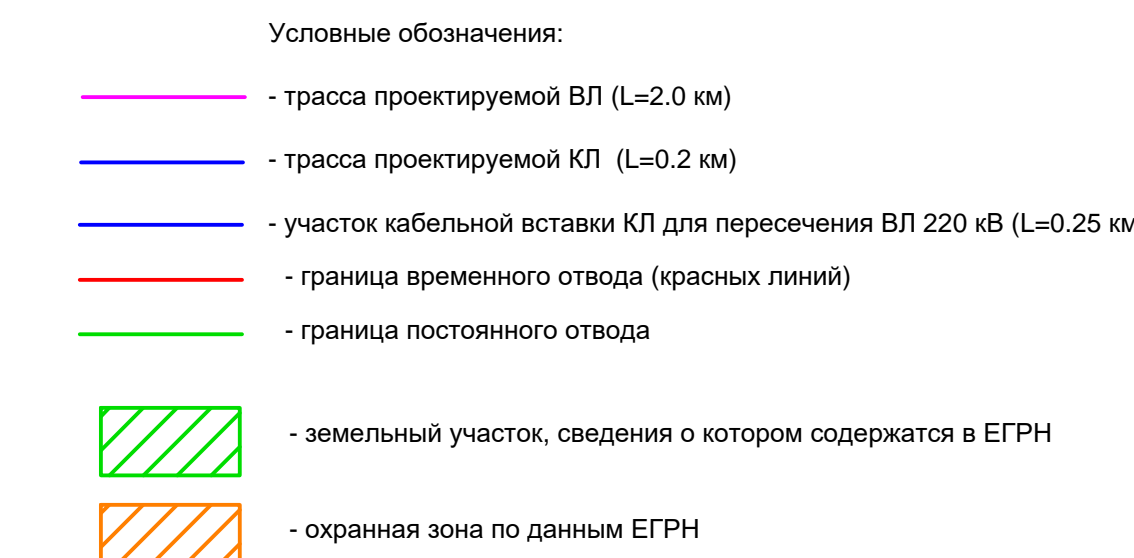 Условные обозначения:
- трасса проектируемой ВЛ (L=2.0 км)
- трасса проектируемой КЛ (L=0.2 км)
- участок кабельной вставки КЛ для пересечения ВЛ 220 кВ (L=0.25 км
- граница временного отвода (красных линий)
- граница постоянного отвода
- земельный участок, сведения о котором содержатся в ЕГРН
- охранная зона по данным ЕГРН